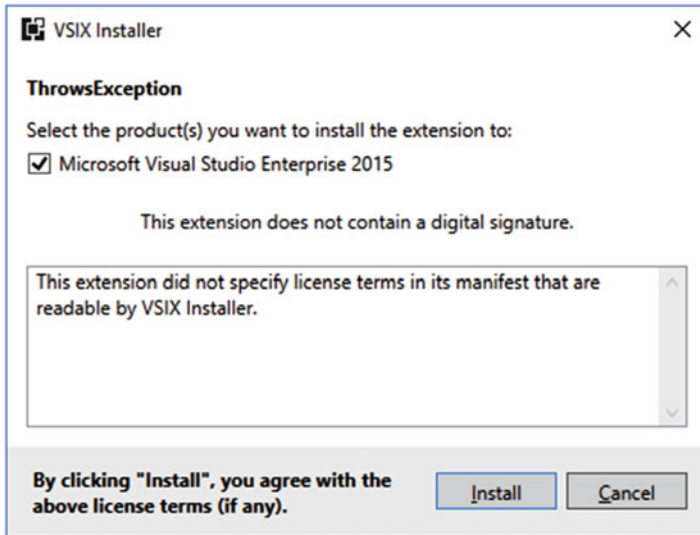 VSIX Installer
ThrowsException
Select the product(s) you want to install the extension to:
Microsoft Visual Studio Enterprise 2015
This extension does not contain a digital signature.
This extension did not specify license terms in its manifest that are
readable by VSIX Installer.
By clicking "Install", you agree with the
above license terms (if any).
Install
Cancel